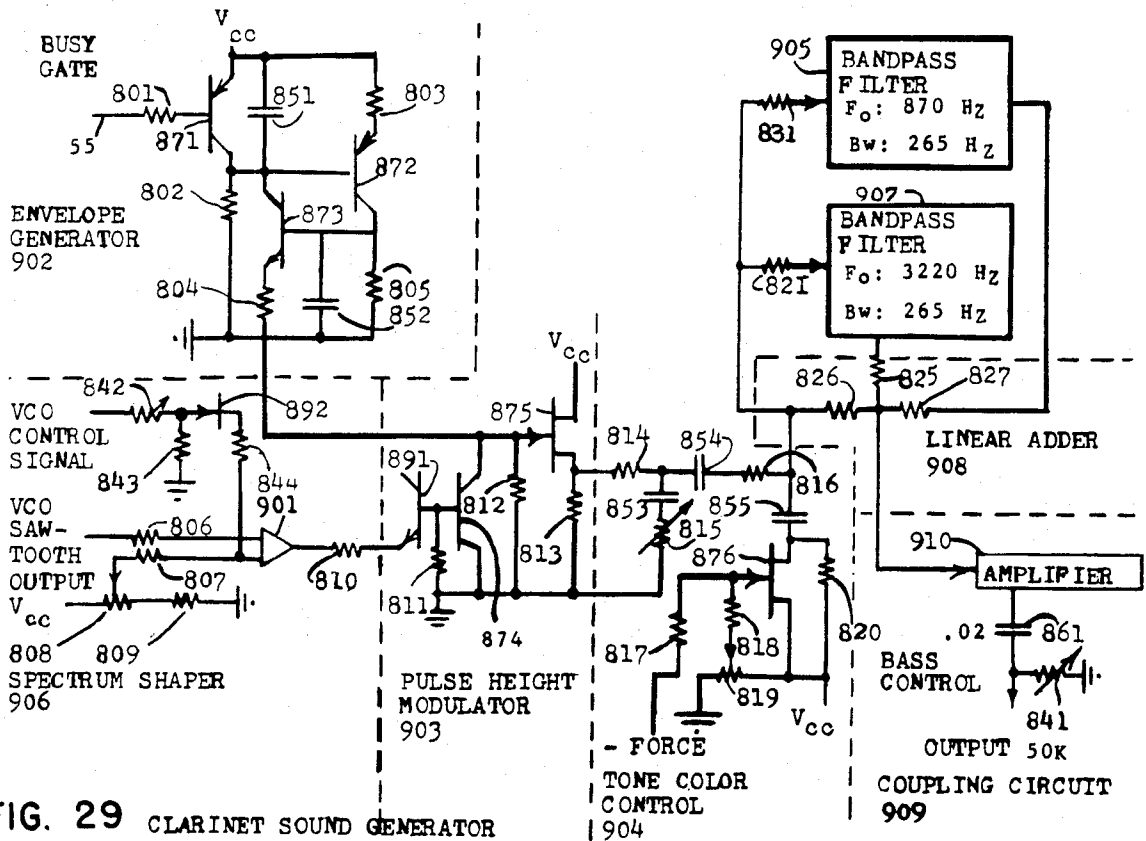 BUSY
GATE
Vcc
801
55
871
851
803
872
802
873
ENVELOPE
GENERATOR
902
804
805
852
905
BANDPASS
FILTER
Fo: 870 Hz
Bw: 265 Hz
831
907
BANDPASS
FILTER
Fo: 3220 Hz
Bw: 265 Hz
821
826
825
827
LINEAR ADDER
908
842
892
VCO
CONTROL
SIGNAL
843
844
VCO
SAW-
TOOTH
OUTPUT
806
901
807
Vcc
808
809
SPECTRUM SHAPER
906
810
891
811
812
874
875
Vcc
813
PULSE HEIGHT
MODULATOR
903
814
854
816
853
815
855
876
817
818
819
820
Vcc
- FORCE
TONE COLOR
CONTROL
904
910
AMPLIFIER
.02
861
BASS
CONTROL
841
OUTPUT 50K
COUPLING CIRCUIT
909
FIG. 29 CLARINET SOUND GENERATOR